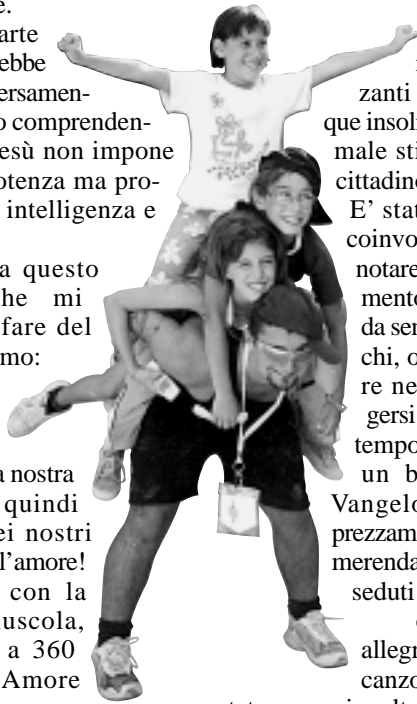 e.
arte
ebbe
ersamen-
o comprenden-
esù non impone
otenza ma pro-
intelligenza e
a questo
he mi
fare del
mo:
a nostra
quindi
ei nostri
l'amore!
con la
uscola,
a 360
Amore
zanti
que insoli
male sti
cittadino
E' stat
coinvo
notare
mento
da sen
chi, o
re ne
gersi
tempo
un b
Vangelo
prezzam
merenda
seduti
allegr
canzo